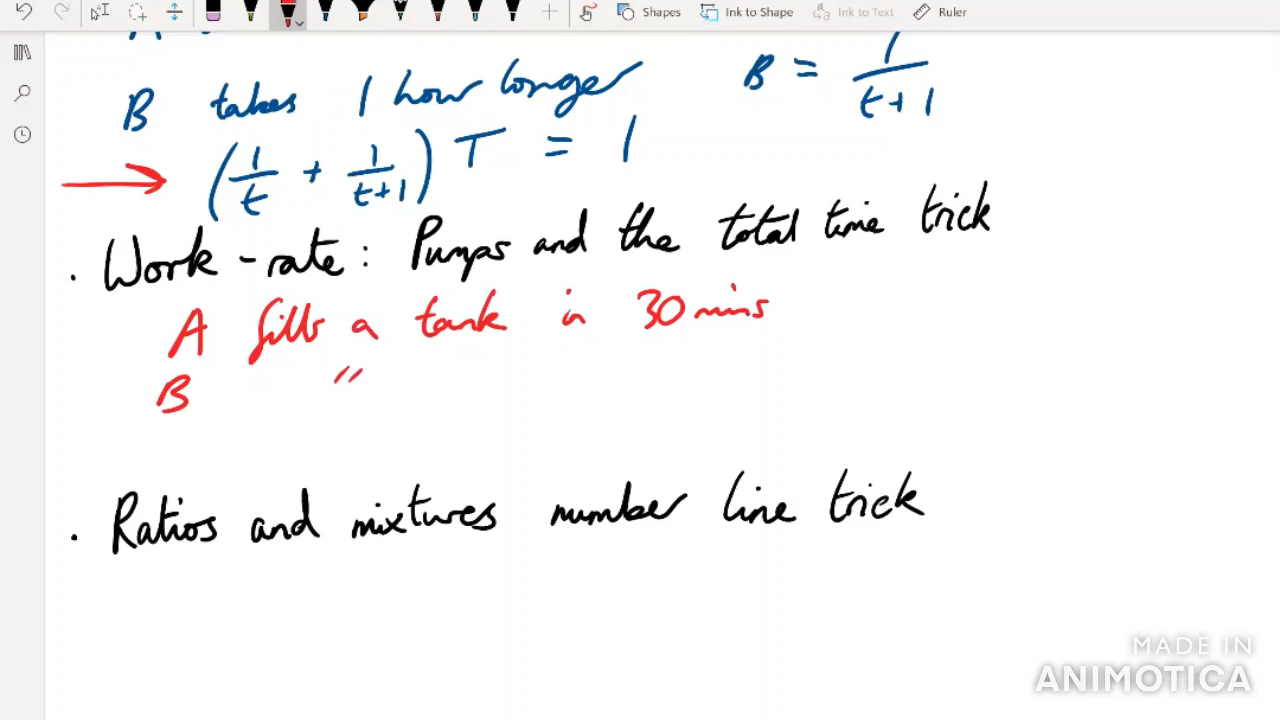 Shapes Ink to Shape Ink to Text Ruler
B takes 1 hour longer
B = 1/(t+1)
(1/t + 1/(t+1)) T = 1
· Work-rate: Pumps and the total time trick
A fills a tank in 30 mins
B "
· Ratios and mixtures number line trick
MADE IN
ANIMOTICA